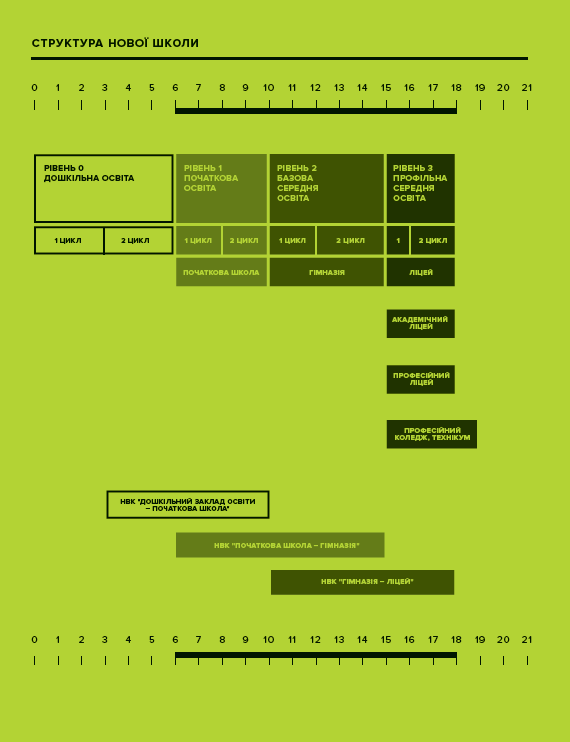 СТРУКТУРА НОВОЇ ШКОЛИ
0 1 2 3 4 5 6 7 8 9 10 11 12 13 14 15 16 17 18 19 20 21
РІВЕНЬ 0
ДОШКІЛЬНА ОСВІТА
РІВЕНЬ 1
ПОЧАТКОВА
ОСВІТА
РІВЕНЬ 2
БАЗОВА
СЕРЕДНЯ
ОСВІТА
РІВЕНЬ 3
ПРОФІЛЬНА
СЕРЕДНЯ
ОСВІТА
1 ЦИКЛ 2 ЦИКЛ 1 ЦИКЛ 2 ЦИКЛ 1 ЦИКЛ 2 ЦИКЛ 1 2 ЦИКЛ
ПОЧАТКОВА ШКОЛА ГІМНАЗІЯ ЛІЦЕЙ
АКАДЕМІЧНИЙ
ЛІЦЕЙ
ПРОФЕСІЙНИЙ
ЛІЦЕЙ
ПРОФЕСІЙНИЙ
КОЛЕДЖ, ТЕХНІКУМ
НВК "ДОШКІЛЬНИЙ ЗАКЛАД ОСВІТИ
– ПОЧАТКОВА ШКОЛА"
НВК "ПОЧАТКОВА ШКОЛА – ГІМНАЗІЯ"
НВК "ГІМНАЗІЯ – ЛІЦЕЙ"
0 1 2 3 4 5 6 7 8 9 10 11 12 13 14 15 16 17 18 19 20 21